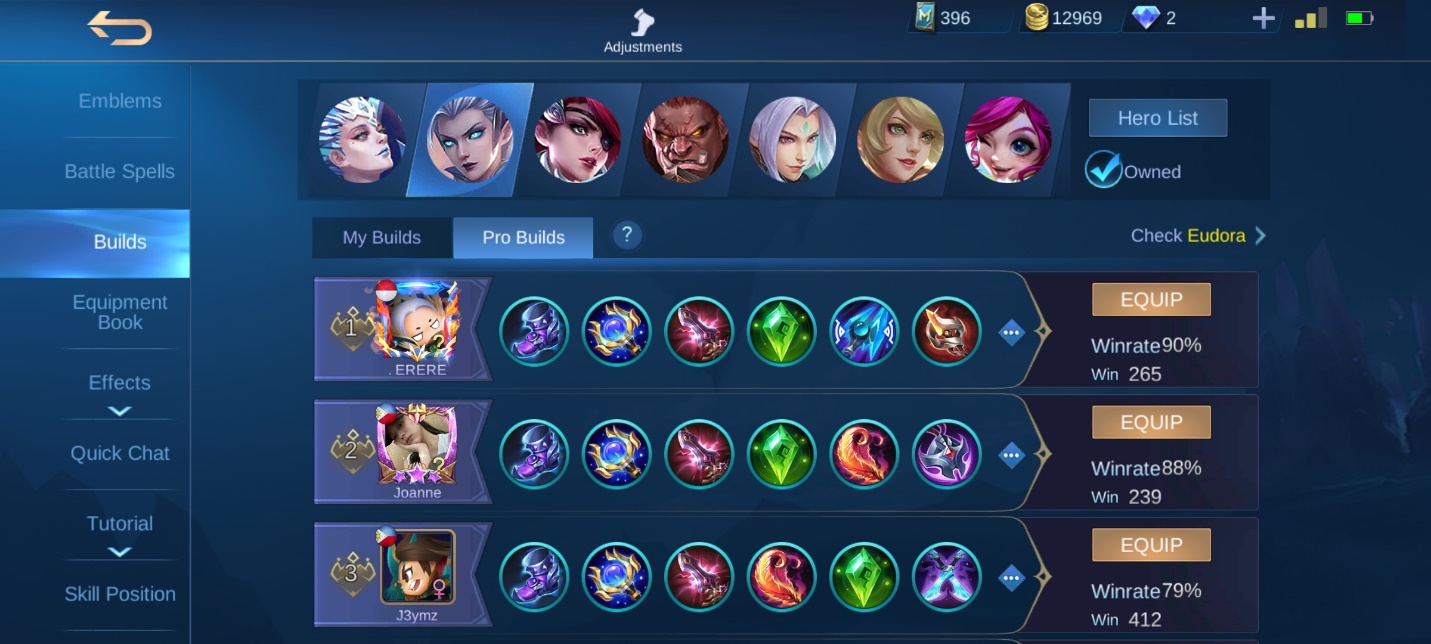 396
12969
2
Adjustments
Emblems
Battle Spells
Builds
Equipment
Book
Effects
Quick Chat
Tutorial
Skill Position
Hero List
Owned
My Builds
Pro Builds
?
Check Eudora
1
. ERERE
EQUIP
Winrate90%
Win 265
2
Joanne
EQUIP
Winrate88%
Win 239
3
J3ymz
EQUIP
Winrate79%
Win 412